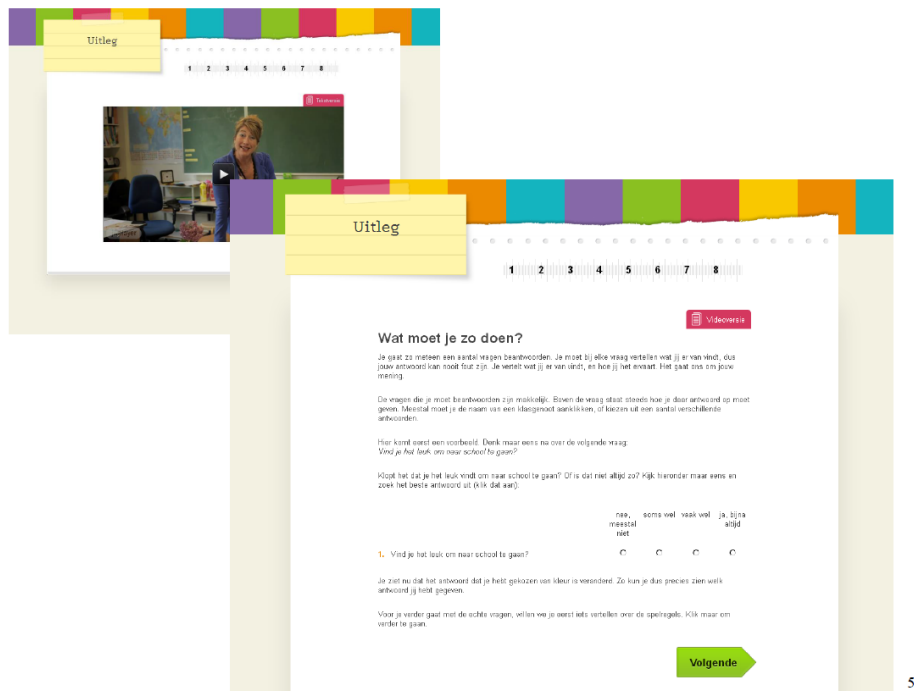 Uitleg
1 2 3 4 5 6 7 8
Tekstversie
Uitleg
1 2 3 4 5 6 7 8
Videoversie
Wat moet je zo doen?
Je gaat zo meteen een aantal vragen beantwoorden. Je moet bij elke vraag vertellen wat jij er van vindt, dus
jouw antwoord kan nooit fout zijn. Je vertelt wat jij er van vindt, en hoe jij het ervaart. Het gaat ons om jouw
mening.
De vragen die je moet beantwoorden zijn makkelijk. Boven de vraag staat steeds hoe je daar antwoord op moet
geven. Meestal moet je de naam van een klasgenoot aanklikken, of kiezen uit een aantal verschillende
antwoorden.
Hier komt eerst een voorbeeld. Denk maar eens na over de volgende vraag:
Vind je het leuk om naar school te gaan?
Klopt het dat je het leuk vindt om naar school te gaan? Of is dat niet altijd zo? Kijk hieronder maar eens en
zoek het beste antwoord uit (klik dat aan):
nee, soms wel vaak wel ja, bijna
meestal altijd
niet
1. Vind je het leuk om naar school te gaan?
Je ziet nu dat het antwoord dat je hebt gekozen van kleur is veranderd. Zo kun je dus precies zien welk
antwoord jij hebt gegeven.
Voor je verder gaat met de echte vragen, willen we je eerst iets vertellen over de spelregels. Klik maar om
verder te gaan.
Volgende
5